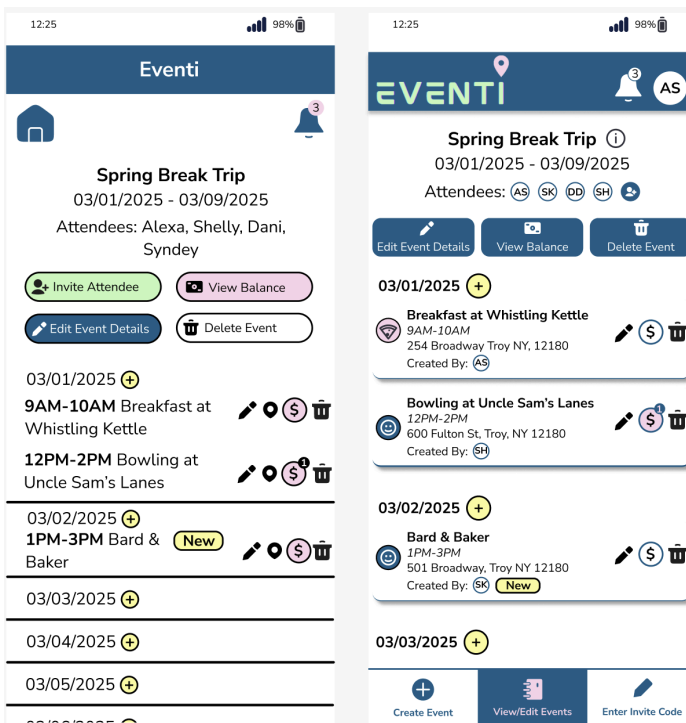 12:25
98%
Eventi
3
Spring Break Trip
03/01/2025 - 03/09/2025
Attendees: Alexa, Shelly, Dani,
Syndey
Invite Attendee
View Balance
Edit Event Details
Delete Event
03/01/2025 +
9AM-10AM Breakfast at
Whistling Kettle
$
12PM-2PM Bowling at
Uncle Sam's Lanes
$ 1
03/02/2025 +
1PM-3PM Bard &
Baker
New
$
03/03/2025 +
03/04/2025 +
03/05/2025 +
12:25
98%
EVENTI
3
AS
Spring Break Trip i
03/01/2025 - 03/09/2025
Attendees: AS SK DD SH
Edit Event Details
View Balance
Delete Event
03/01/2025 +
Breakfast at Whistling Kettle
9AM-10AM
254 Broadway Troy NY, 12180
Created By: AS
$
Bowling at Uncle Sam's Lanes
12PM-2PM
600 Fulton St, Troy, NY 12180
Created By: SH
$ 1
03/02/2025 +
Bard & Baker
1PM-3PM
501 Broadway, Troy NY 12180
Created By: SK New
$
03/03/2025 +
Create Event
View/Edit Events
Enter Invite Code